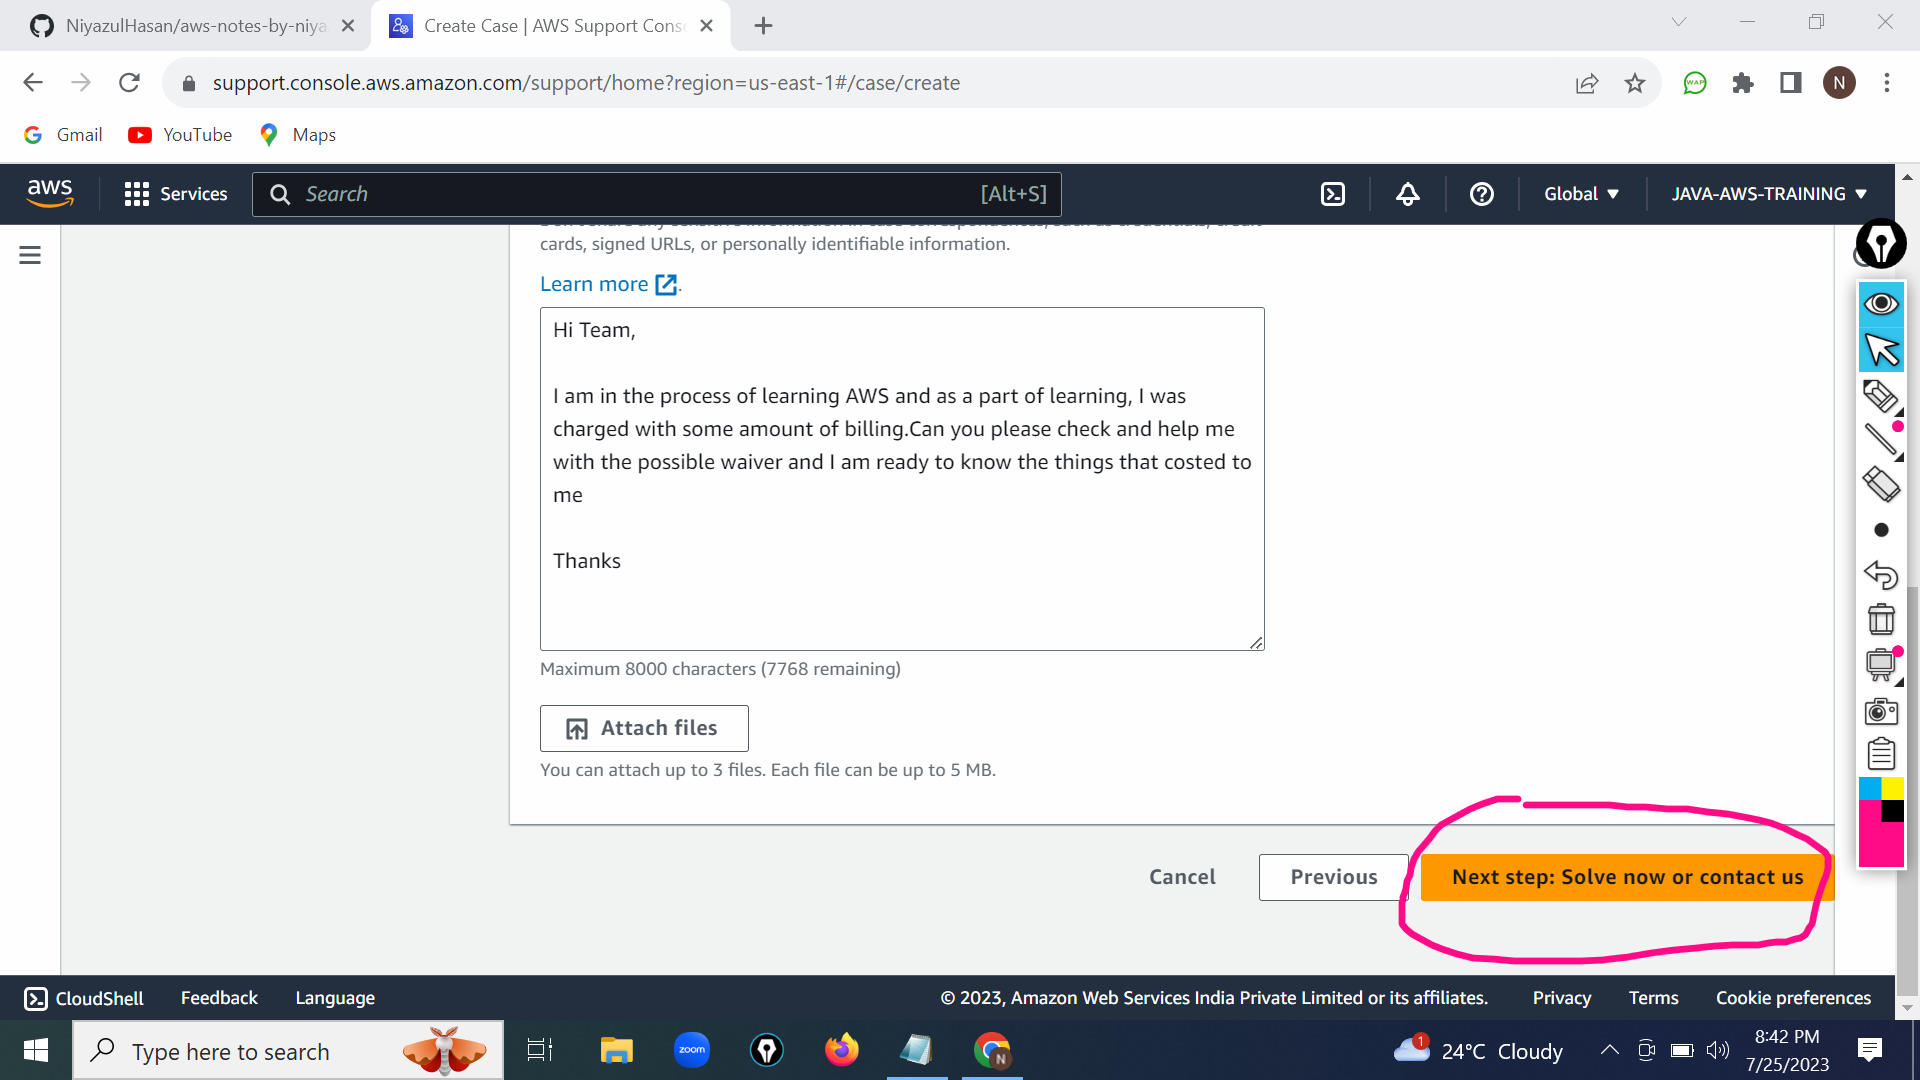 NiyazulHasan/aws-notes-by-niya
Create Case | AWS Support Cons
support.console.aws.amazon.com/support/home?region=us-east-1#/case/create
WAP
N
Gmail
YouTube
Maps
aws
Services
Search
[Alt+S]
Global
JAVA-AWS-TRAINING
cards, signed URLs, or personally identifiable information.
Learn more
Hi Team,
I am in the process of learning AWS and as a part of learning, I was
charged with some amount of billing.Can you please check and help me
with the possible waiver and I am ready to know the things that costed to
me
Thanks
Maximum 8000 characters (7768 remaining)
Attach files
You can attach up to 3 files. Each file can be up to 5 MB.
Cancel
Previous
Next step: Solve now or contact us
CloudShell
Feedback
Language
© 2023, Amazon Web Services India Private Limited or its affiliates.
Privacy
Terms
Cookie preferences
Type here to search
zoom
N
1
24°C Cloudy
8:42 PM
7/25/2023